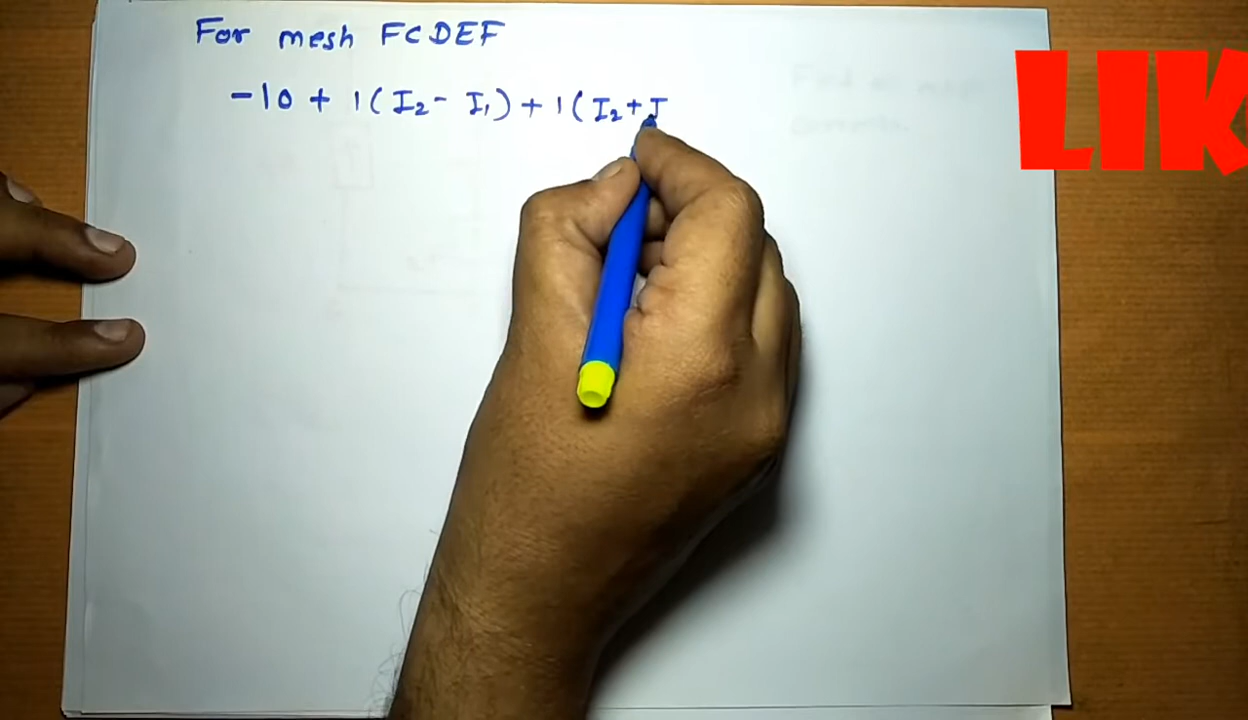 For mesh FCDEF
-10 + 1(I₂ - I₁) + 1(I₂+I
LIK